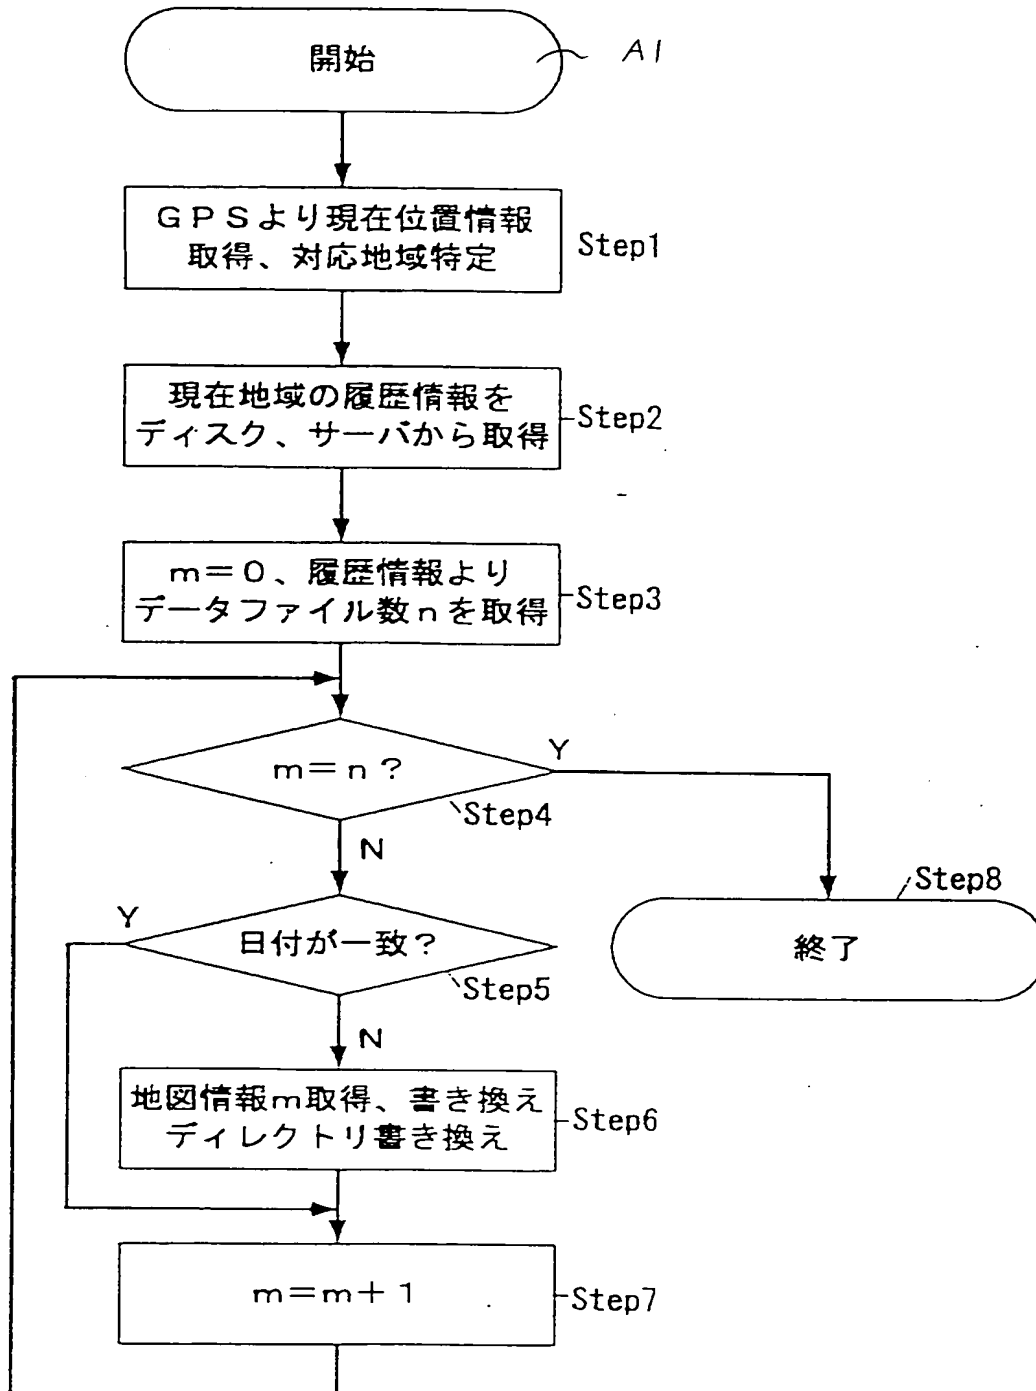 開始
A1
GPSより現在位置情報
取得、対応地域特定
Step1
現在地域の履歴情報を
ディスク、サーバから取得
Step2
m=0、履歴情報より
データファイル数nを取得
Step3
m=n?
Y
Step4
N
Step8
終了
Y
日付が一致?
Step5
N
地図情報m取得、書き換え
ディレクトリ書き換え
Step6
m=m+1
Step7